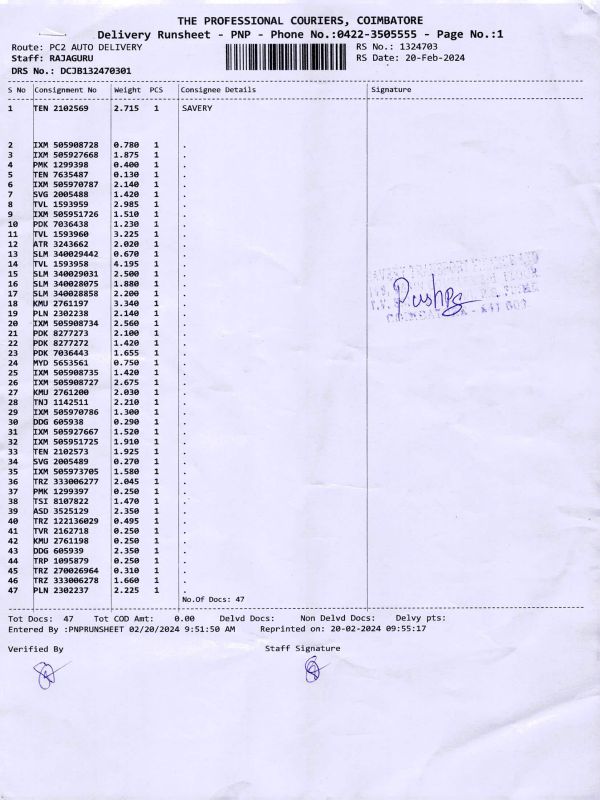 THE PROFESSIONAL COURIERS, COIMBATORE
Delivery Runsheet - PNP - Phone No.:0422-3505555 - Page No.:1
Route: PC2 AUTO DELIVERY
RS No.: 1324703
Staff: RAJAGURU
RS Date: 20-Feb-2024
DRS No.: DCJB132470301
S No Consignment No Weight PCS Consignee Details Signature
1 TEN 2102569 2.715 1 SAVERY
2 IXM 505908728 0.780 1 .
3 IXM 505927668 1.875 1 .
4 PMK 1299398 0.400 1 .
5 TEN 7635487 0.130 1 .
6 IXM 505970787 2.140 1 .
7 SVG 2005488 1.420 1 .
8 TVL 1593959 2.985 1 .
9 IXM 505951726 1.510 1 .
10 PDK 7036438 1.230 1 .
11 TVL 1593960 3.225 1 .
12 ATR 3243662 2.020 1 .
13 SLM 340029442 0.670 1 .
14 TVL 1593958 4.195 1 .
15 SLM 340029031 2.500 1 .
16 SLM 340028075 1.880 1 .
17 SLM 340028858 2.200 1 .
18 KMU 2761197 3.340 1 .
19 PLN 2302238 2.140 1 .
20 IXM 505908734 2.560 1 .
21 PDK 8277273 2.100 1 .
22 PDK 8277272 1.420 1 .
23 PDK 7036443 1.655 1 .
24 MYD 5653561 0.750 1 .
25 IXM 505908735 1.420 1 .
26 IXM 505908727 2.675 1 .
27 KMU 2761200 2.030 1 .
28 TNJ 1142511 2.210 1 .
29 IXM 505970786 1.300 1 .
30 DDG 605938 0.290 1 .
31 IXM 505927667 1.520 1 .
32 IXM 505951725 1.910 1 .
33 TEN 2102573 1.925 1 .
34 SVG 2005489 0.270 1 .
35 IXM 505973705 1.580 1 .
36 TRZ 333006277 2.045 1 .
37 PMK 1299397 0.250 1 .
38 TSI 8107822 1.470 1 .
39 ASD 3525129 2.350 1 .
40 TRZ 122136029 0.495 1 .
41 TVR 2162718 0.250 1 .
42 KMU 2761198 0.250 1 .
43 DDG 605939 2.350 1 .
44 TRP 1095879 0.250 1 .
45 TRZ 270026964 0.310 1 .
46 TRZ 333006278 1.660 1 .
47 PLN 2302237 2.225 1 .
No.Of Docs: 47
Pushpa
Tot Docs: 47 Tot COD Amt: 0.00 Delvd Docs: Non Delvd Docs: Delvy pts:
Entered By :PNPRUNSHEET 02/20/2024 9:51:50 AM Reprinted on: 20-02-2024 09:55:17
Verified By Staff Signature